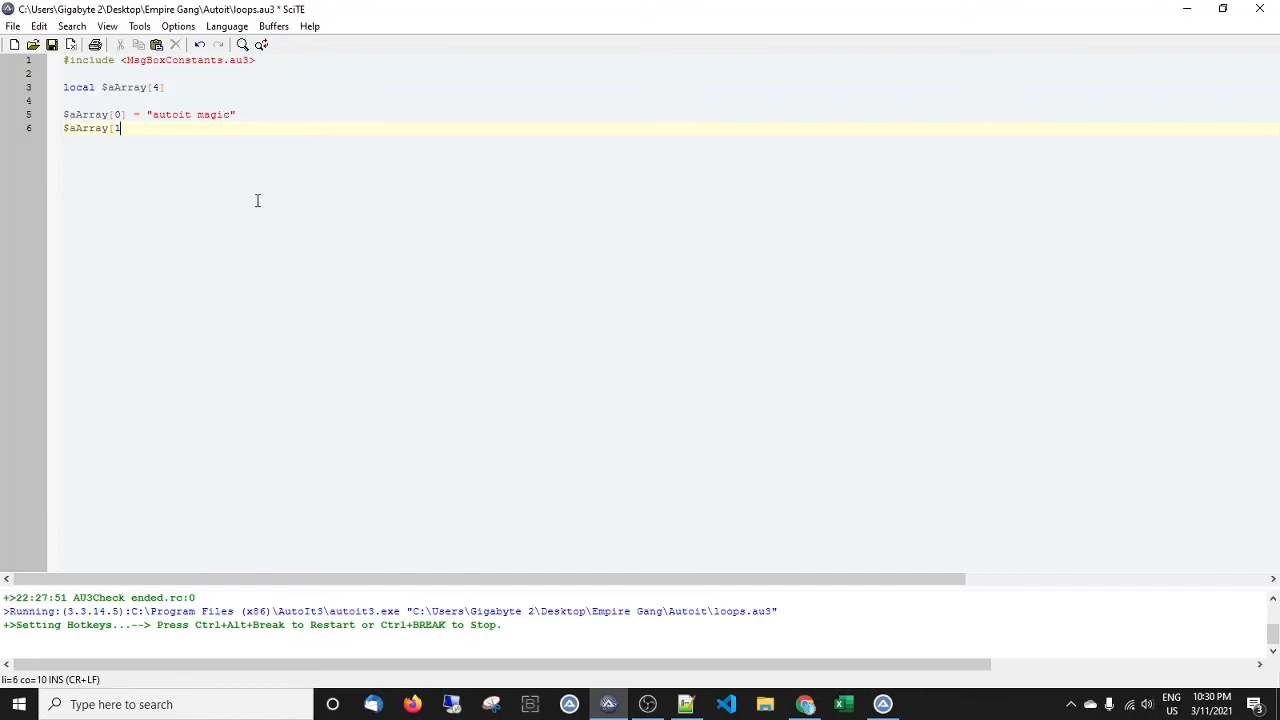 C:\Users\Gigabyte 2\Desktop\Empire Gang\Autoit\loops.au3 * SciTE
File Edit Search View Tools Options Language Buffers Help
1 #include <MsgBoxConstants.au3>
2
3 local $aArray[4]
4
5 $aArray[0] = "autoit magic"
6 $aArray[1
+>22:27:51 AU3Check ended.rc:0
>Running:(3.3.14.5):C:\Program Files (x86)\AutoIt3\autoit3.exe "C:\Users\Gigabyte 2\Desktop\Empire Gang\Autoit\loops.au3"
+>Setting Hotkeys...--> Press Ctrl+Alt+Break to Restart or Ctrl+BREAK to Stop.
li=6 co=10 INS (CR+LF)
Type here to search
ENG
US
10:30 PM
3/11/2021
3